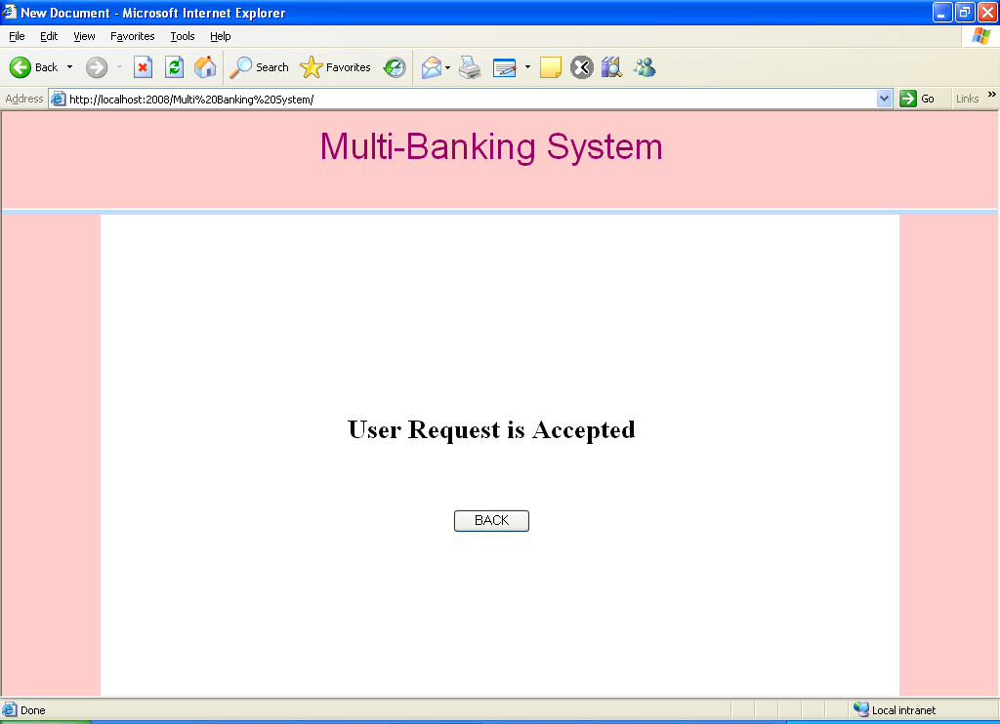 New Document - Microsoft Internet Explorer
File Edit View Favorites Tools Help
Back Search Favorites
Address http://localhost:2008/Multi%20Banking%20System/ Go Links »
Multi-Banking System
User Request is Accepted
BACK
Done Local intranet